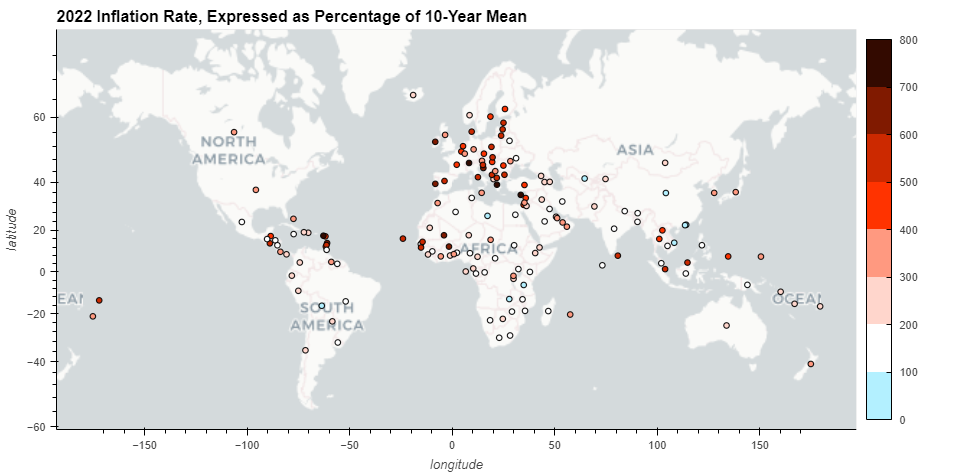 2022 Inflation Rate, Expressed as Percentage of 10-Year Mean
800
700
60
600
NORTH
AMERICA
ASIA
500
40
latitude
400
20
AFRICA
300
0
EAN
SOUTH
AMERICA
OCEAN
200
−20
100
−40
0
−60
−150
−100
−50
0
50
100
150
longitude